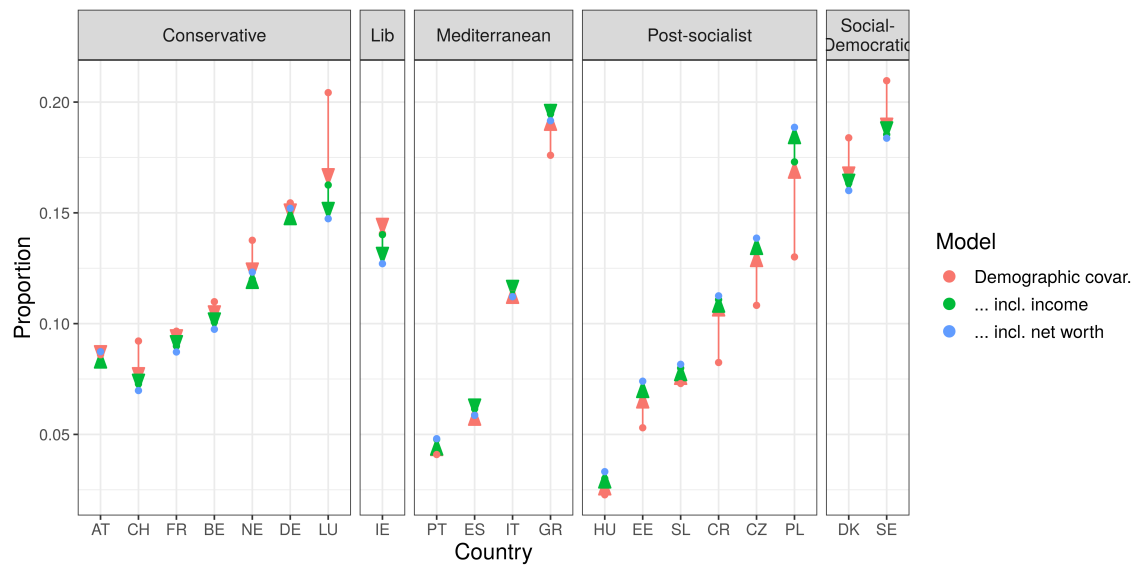 Conservative
Lib
Mediterranean
Post-socialist
Social-
Democratic
0.20
0.15
0.10
0.05
Proportion
AT CH FR BE NE DE LU IE PT ES IT GR HU EE SL CR CZ PL DK SE
Country
Model
Demographic covar.
... incl. income
... incl. net worth